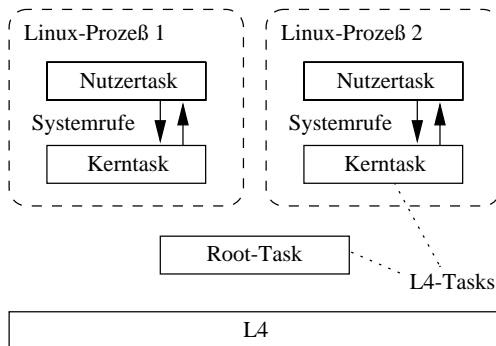 Linux-Prozeß 1
Linux-Prozeß 2
Nutzertask
Nutzertask
Systemrufe
Systemrufe
Kerntask
Kerntask
Root-Task
L4-Tasks
L4